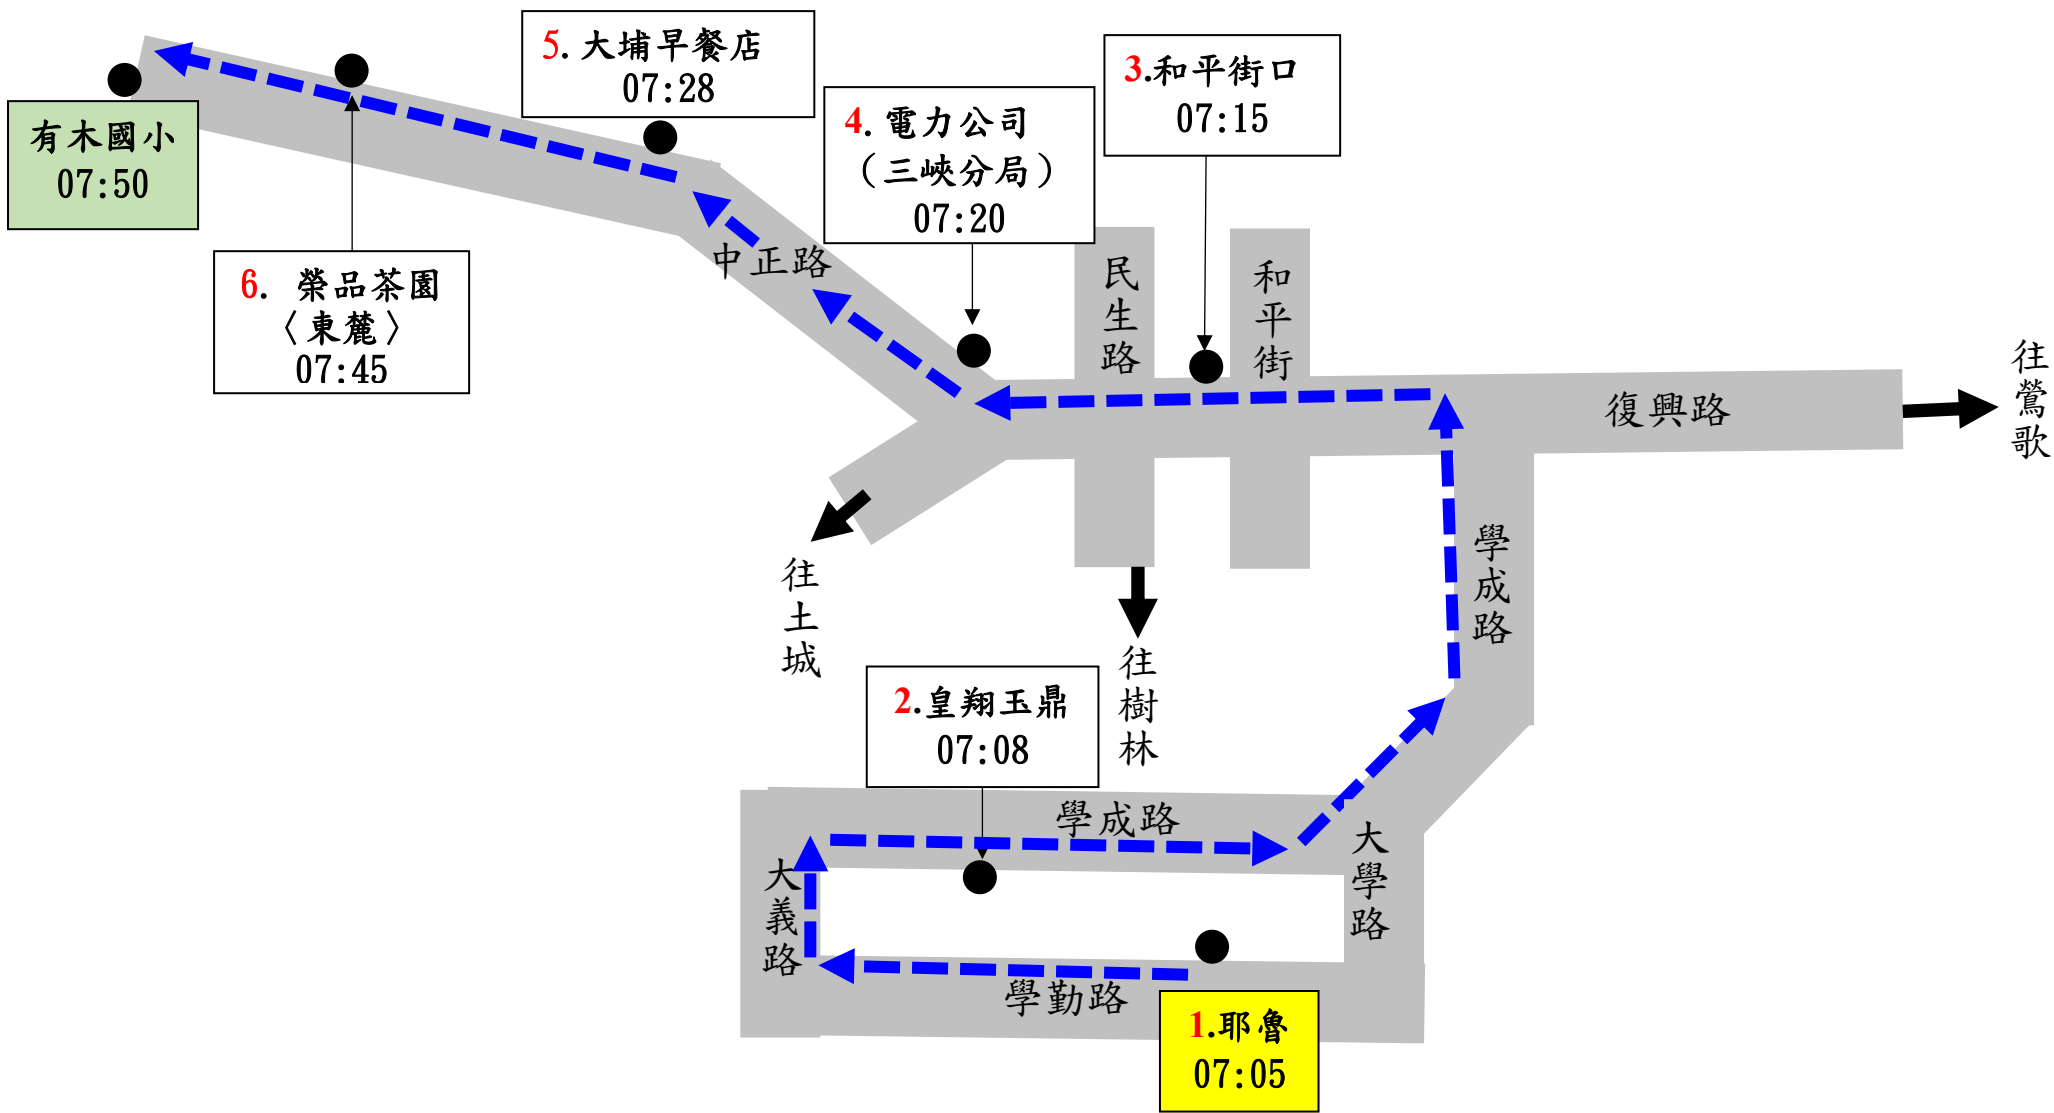 5. 大埔早餐店
07:28
3.和平街口
07:15
4. 電力公司
（三峽分局）
07:20
有木國小
07:50
6. 榮品茶園
〈東麓〉
07:45
中正路
民生路
和平街
復興路
往鶯歌
學成路
往土城
往樹林
2.皇翔玉鼎
07:08
學成路
大學路
大義路
學勤路
1.耶魯
07:05